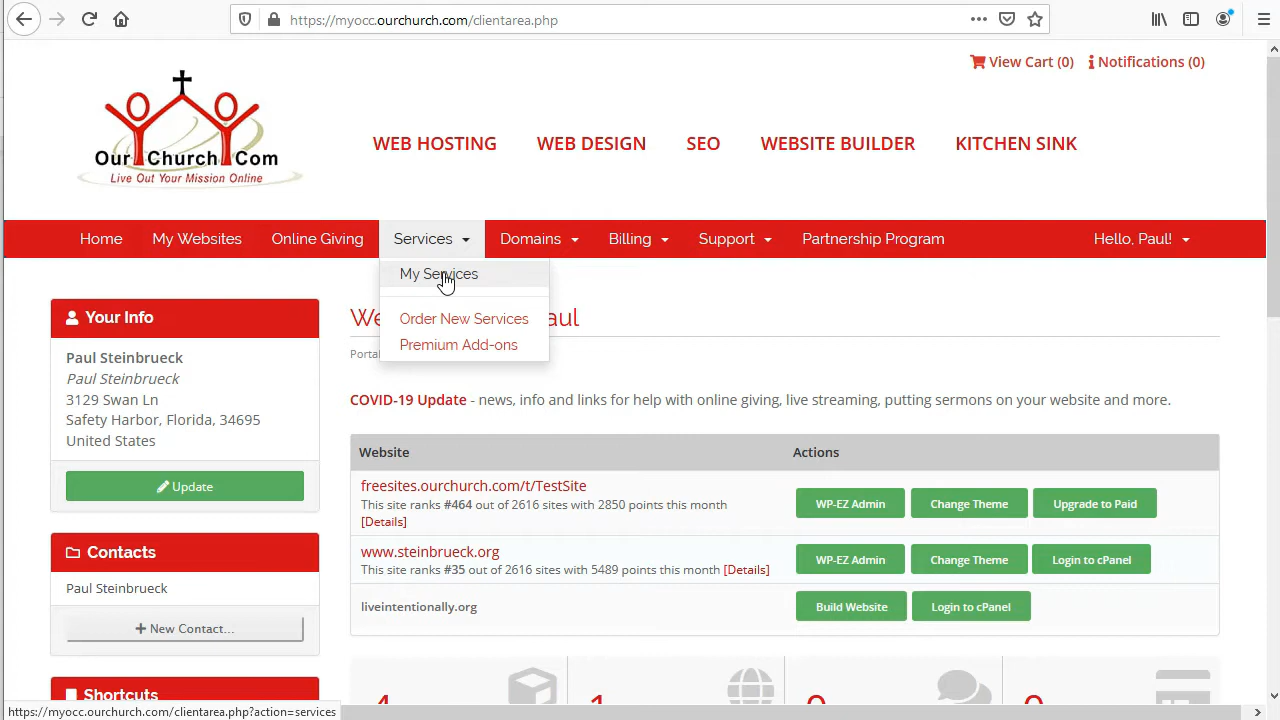 https://myocc.ourchurch.com/clientarea.php
View Cart (0) Notifications (0)
Our Church Com
Live Out Your Mission Online
WEB HOSTING WEB DESIGN SEO WEBSITE BUILDER KITCHEN SINK
Home My Websites Online Giving Services Domains Billing Support Partnership Program Hello, Paul!
My Services
Order New Services
Premium Add-ons
Your Info
Paul Steinbrueck
Paul Steinbrueck
3129 Swan Ln
Safety Harbor, Florida, 34695
United States
Update
Contacts
Paul Steinbrueck
New Contact...
Shortcuts
aul
COVID-19 Update - news, info and links for help with online giving, live streaming, putting sermons on your website and more.
Website Actions
freesites.ourchurch.com/t/TestSite
This site ranks #464 out of 2616 sites with 2850 points this month
[Details]
WP-EZ Admin Change Theme Upgrade to Paid
www.steinbrueck.org
This site ranks #35 out of 2616 sites with 5489 points this month [Details]
WP-EZ Admin Change Theme Login to cPanel
liveintentionally.org
Build Website Login to cPanel
https://myocc.ourchurch.com/clientarea.php?action=services